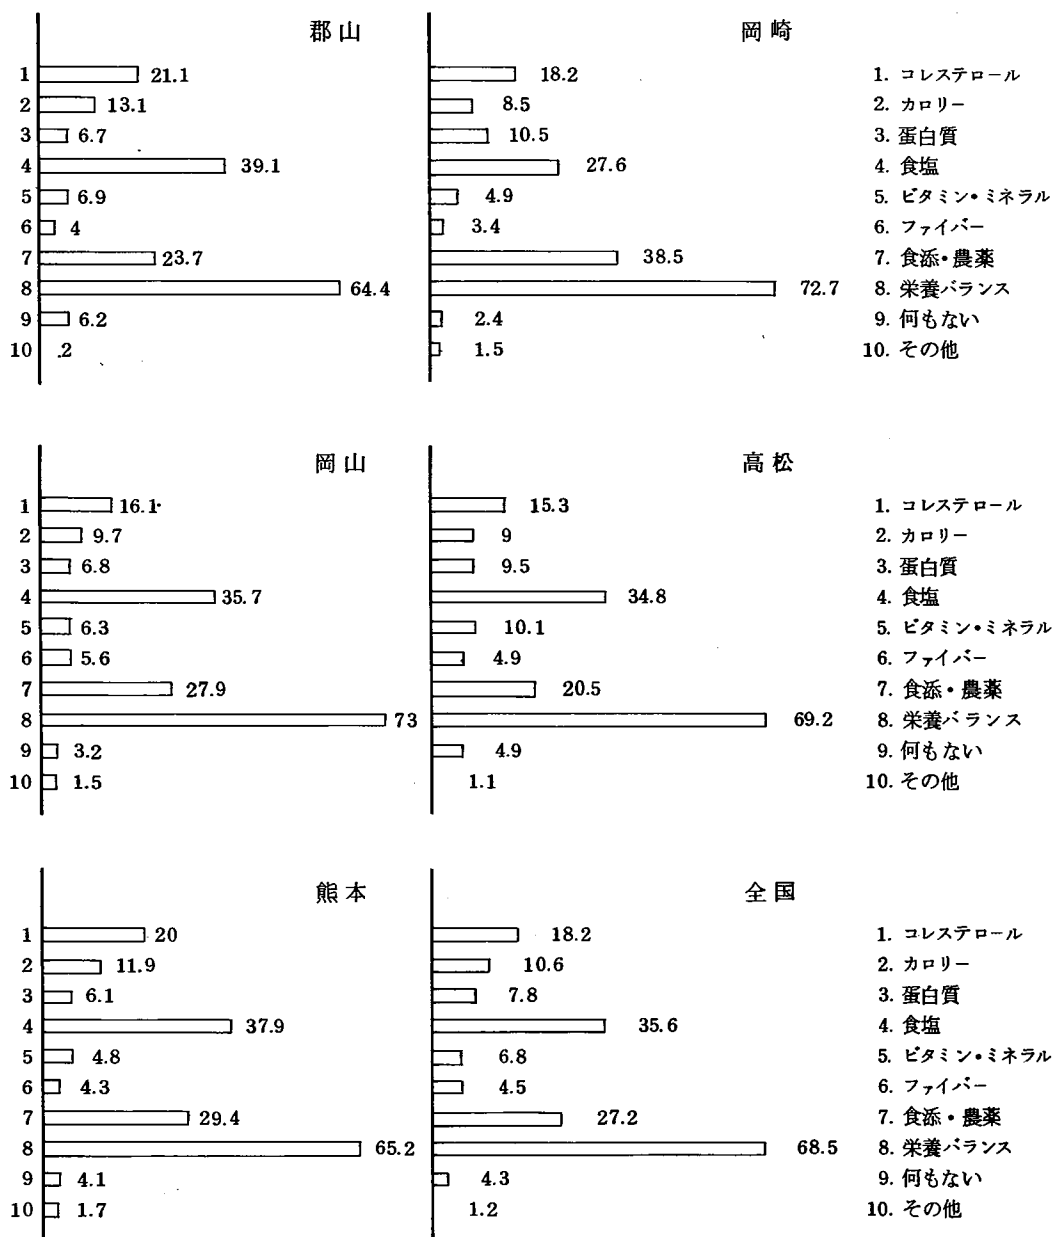 郡山 岡崎
1 21.1 18.2 1. コレステロール
2 13.1 8.5 2. カロリー
3 6.7 10.5 3. 蛋白質
4 39.1 27.6 4. 食塩
5 6.9 4.9 5. ビタミン・ミネラル
6 4 3.4 6. ファイバー
7 23.7 38.5 7. 食添・農薬
8 64.4 72.7 8. 栄養バランス
9 6.2 2.4 9. 何もない
10 .2 1.5 10. その他
岡山 高松
1 16.1 15.3 1. コレステロール
2 9.7 9 2. カロリー
3 6.8 9.5 3. 蛋白質
4 35.7 34.8 4. 食塩
5 6.3 10.1 5. ビタミン・ミネラル
6 5.6 4.9 6. ファイバー
7 27.9 20.5 7. 食添・農薬
8 73 69.2 8. 栄養バランス
9 3.2 4.9 9. 何もない
10 1.5 1.1 10. その他
熊本 全国
1 20 18.2 1. コレステロール
2 11.9 10.6 2. カロリー
3 6.1 7.8 3. 蛋白質
4 37.9 35.6 4. 食塩
5 4.8 6.8 5. ビタミン・ミネラル
6 4.3 4.5 6. ファイバー
7 29.4 27.2 7. 食添・農薬
8 65.2 68.5 8. 栄養バランス
9 4.1 4.3 9. 何もない
10 1.7 1.2 10. その他